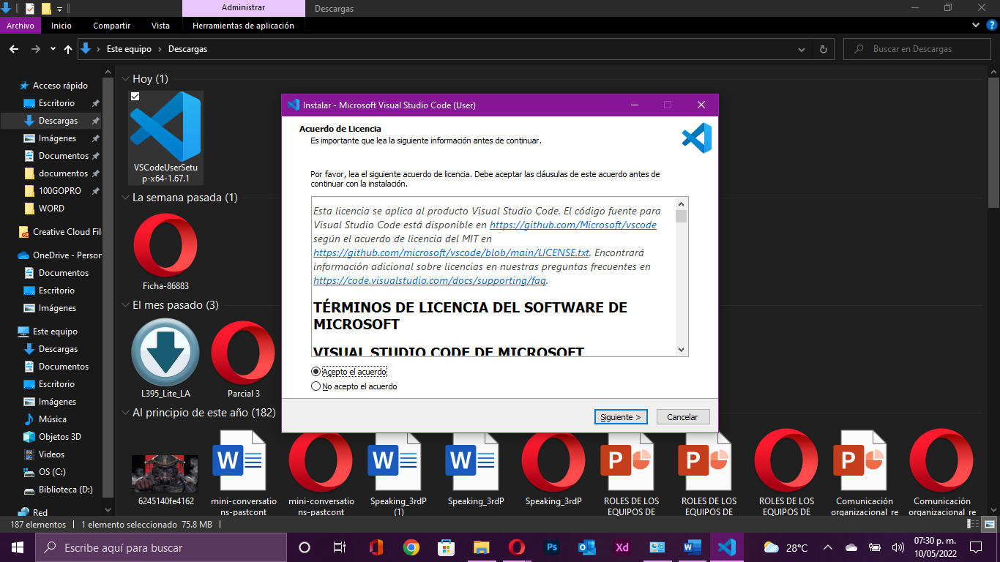 Administrar
Descargas
Archivo
Inicio
Compartir
Vista
Herramientas de aplicación
Este equipo
Descargas
Buscar en Descargas
Acceso rápido
Escritorio
Descargas
Imágenes
Documentos
documentos
100GOPRO
WORD
Creative Cloud Fil
OneDrive - Person
Documentos
Escritorio
Imágenes
Este equipo
Descargas
Documentos
Escritorio
Imágenes
Música
Objetos 3D
Videos
OS (C:)
Biblioteca (D:)
Red
Hoy (1)
VSCodeUserSetu
p-x64-1.67.1
La semana pasada (1)
Ficha-86883
El mes pasado (3)
L395_Lite_LA
Parcial 3
Al principio de este año (182)
6245140fe4162
mini-conversatio
ns-pastcont
mini-conversatio
ns-pastcont
Speaking_3rdP
(1)
Speaking_3rdP
Speaking_3rdP
ROLES DE LOS
EQUIPOS DE
ROLES DE LOS
EQUIPOS DE
ROLES DE LOS
EQUIPOS DE
Comunicación
organizacional_re
Comunicación
organizacional_re
Instalar - Microsoft Visual Studio Code (User)
Acuerdo de Licencia
Es importante que lea la siguiente información antes de continuar.
Por favor, lea el siguiente acuerdo de licencia. Debe aceptar las cláusulas de este acuerdo antes de
continuar con la instalación.
Esta licencia se aplica al producto Visual Studio Code. El código fuente para
Visual Studio Code está disponible en https://github.com/Microsoft/vscode
según el acuerdo de licencia del MIT en
https://github.com/microsoft/vscode/blob/main/LICENSE.txt. Encontrará
información adicional sobre licencias en nuestras preguntas frecuentes en
https://code.visualstudio.com/docs/supporting/faq.
TÉRMINOS DE LICENCIA DEL SOFTWARE DE
MICROSOFT
VISUAL STUDIO CODE DE MICROSOFT
Acepto el acuerdo
No acepto el acuerdo
Siguiente >
Cancelar
187 elementos
1 elemento seleccionado 75.8 MB
Escribe aquí para buscar
Ps
Xd
28°C
07:30 p. m.
10/05/2022